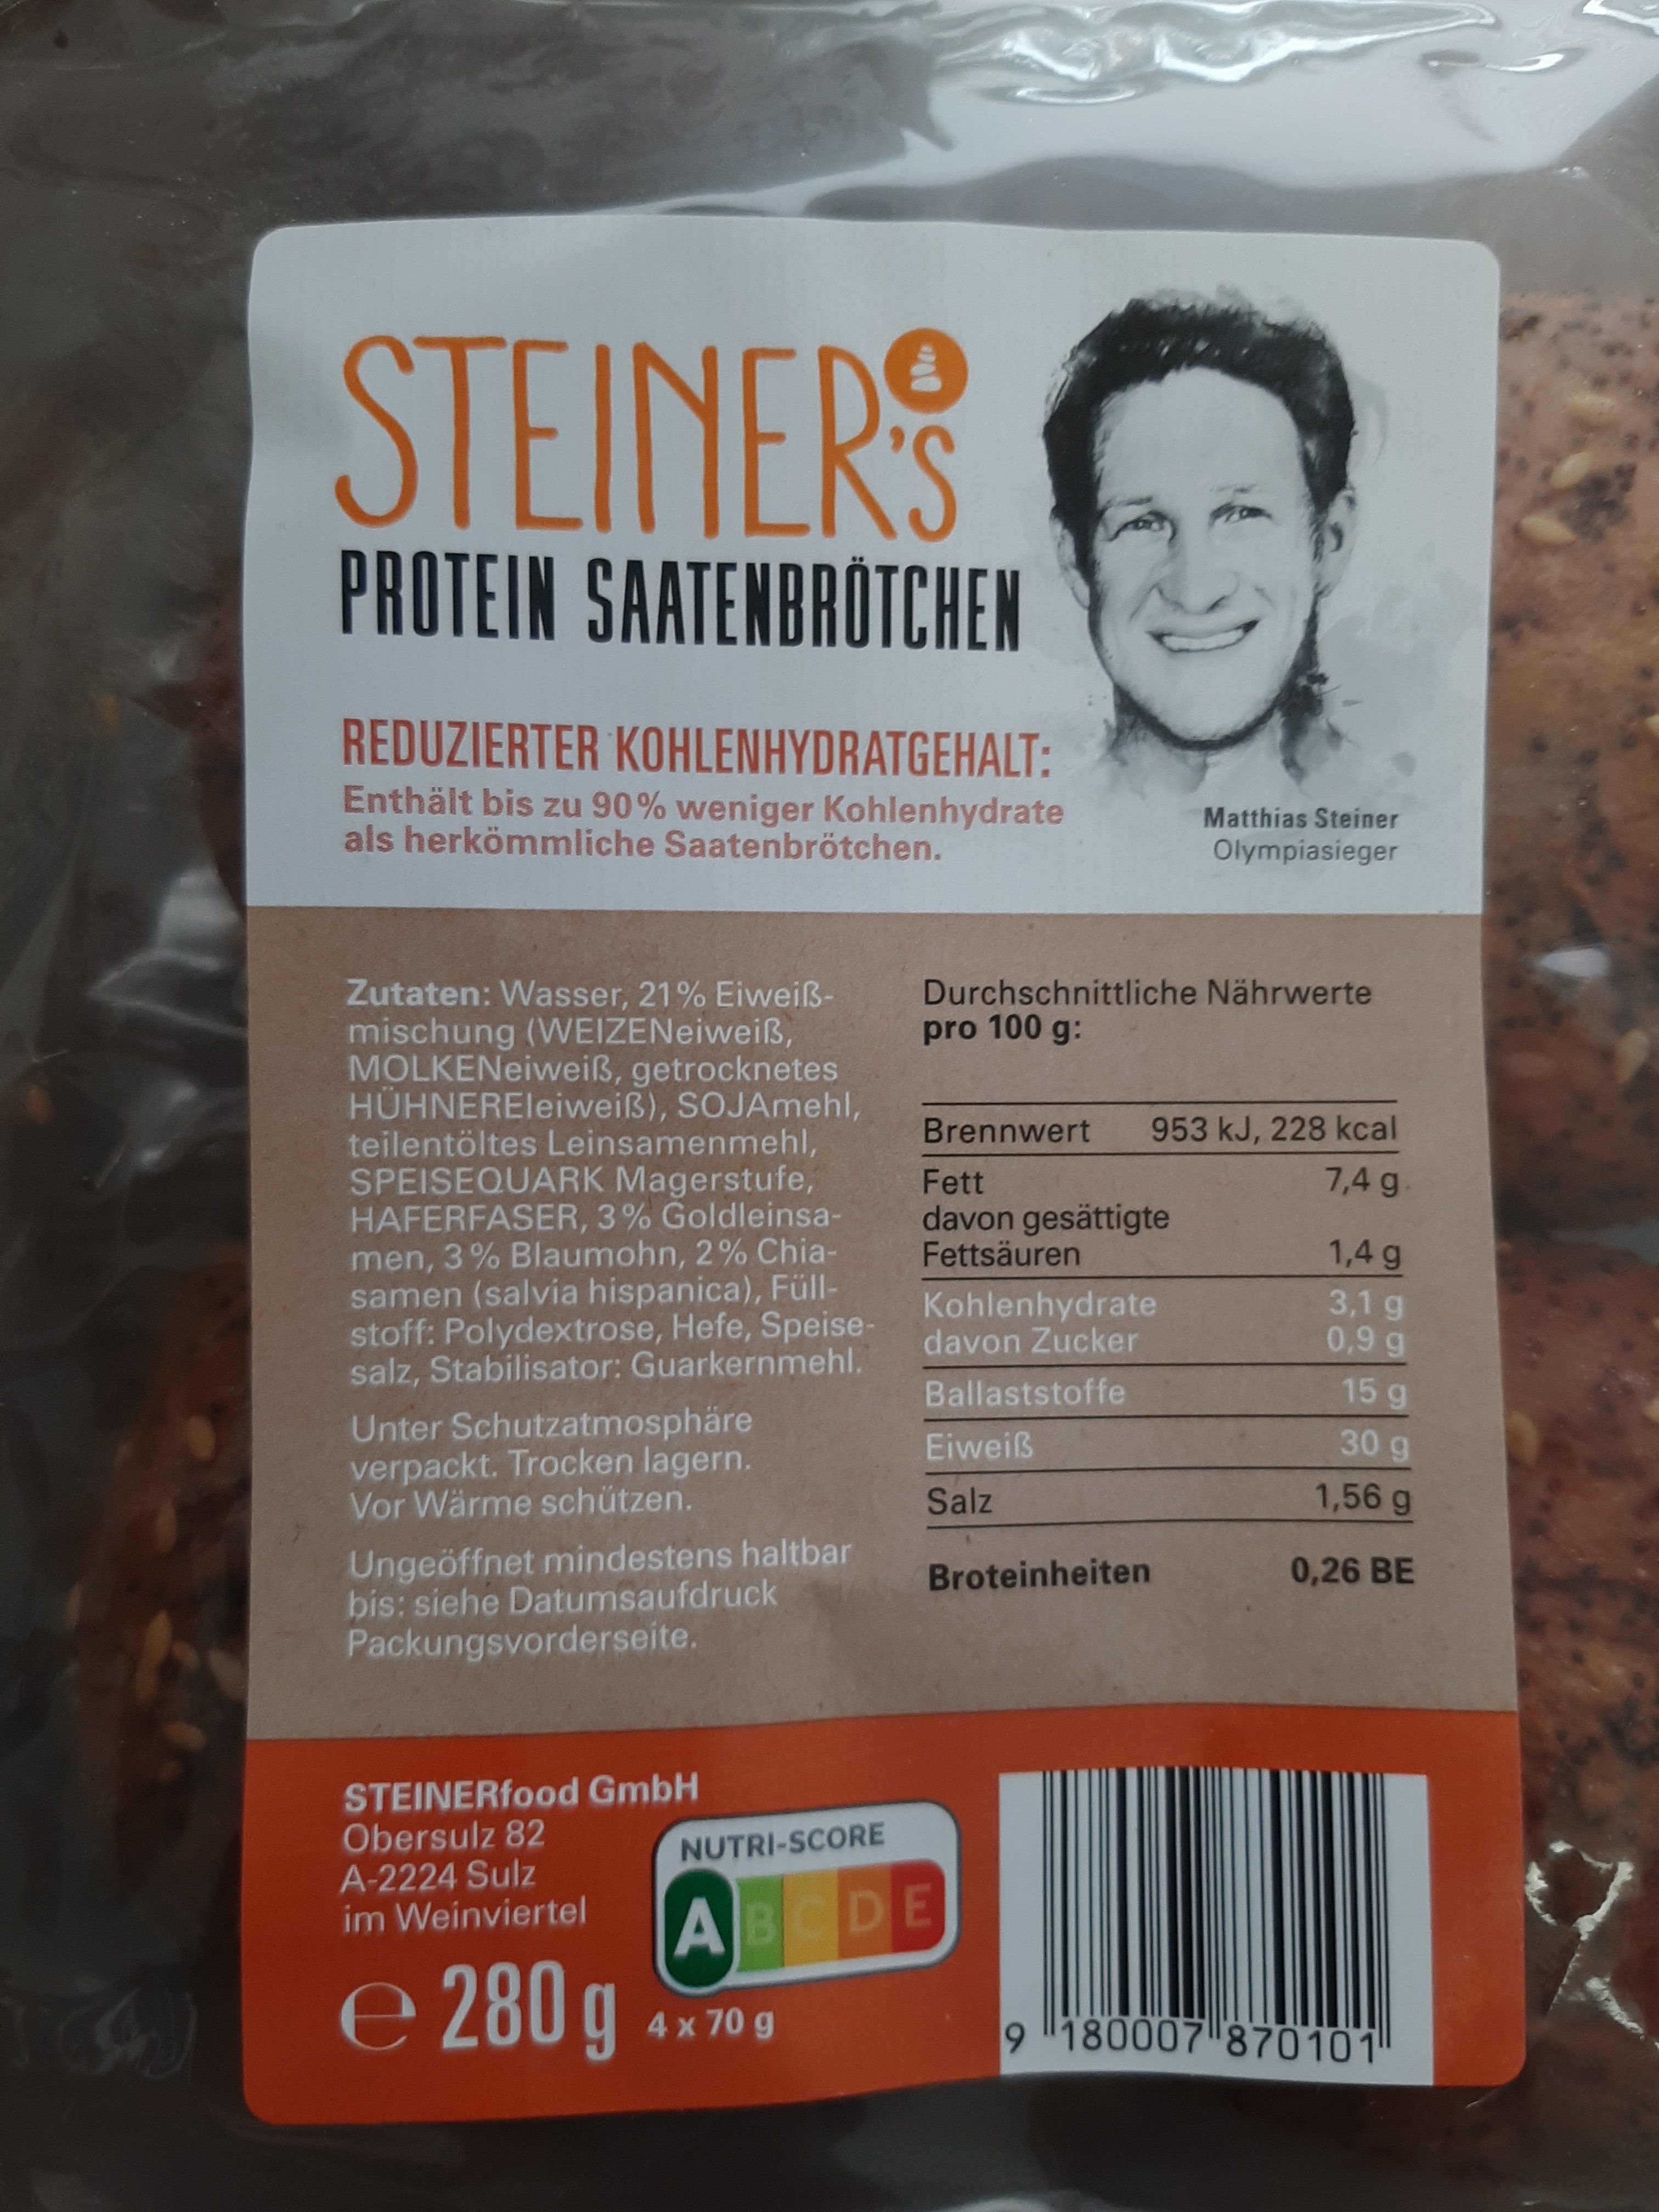 STEINER'S
PROTEIN SAATENBRÖTCHEN
REDUZIERTER KOHLENHYDRATGEHALT:
Enthält bis zu 90% weniger Kohlenhydrate
als herkömmliche Saatenbrötchen.
Matthias Steiner
Olympiasieger
Zutaten: Wasser, 21% Eiweiß-
mischung (WEIZENeiweiß,
MOLKENeiweiß, getrocknetes
HÜHNEREIeiweiß), SOJAmehl,
teilentöltes Leinsamenmehl,
SPEISEQUARK Magerstufe,
HAFERFASER, 3% Goldleinsa-
men, 3% Blaumohn, 2% Chia-
samen (salvia hispanica), Füll-
stoff: Polydextrose, Hefe, Speise-
salz, Stabilisator: Guarkernmehl.
Unter Schutzatmosphäre
verpackt. Trocken lagern.
Vor Wärme schützen.
Ungeöffnet mindestens haltbar
bis: siehe Datumsaufdruck
Packungsvorderseite.
Durchschnittliche Nährwerte
pro 100 g:
Brennwert 953 kJ, 228 kcal
Fett 7,4 g
davon gesättigte
Fettsäuren 1,4 g
Kohlenhydrate 3,1 g
davon Zucker 0,9 g
Ballaststoffe 15 g
Eiweiß 30 g
Salz 1,56 g
Broteinheiten 0,26 BE
STEINERfood GmbH
Obersulz 82
A-2224 Sulz
im Weinviertel
NUTRI-SCORE
A B C D E
e 280 g 4 x 70 g
9 180007 870101